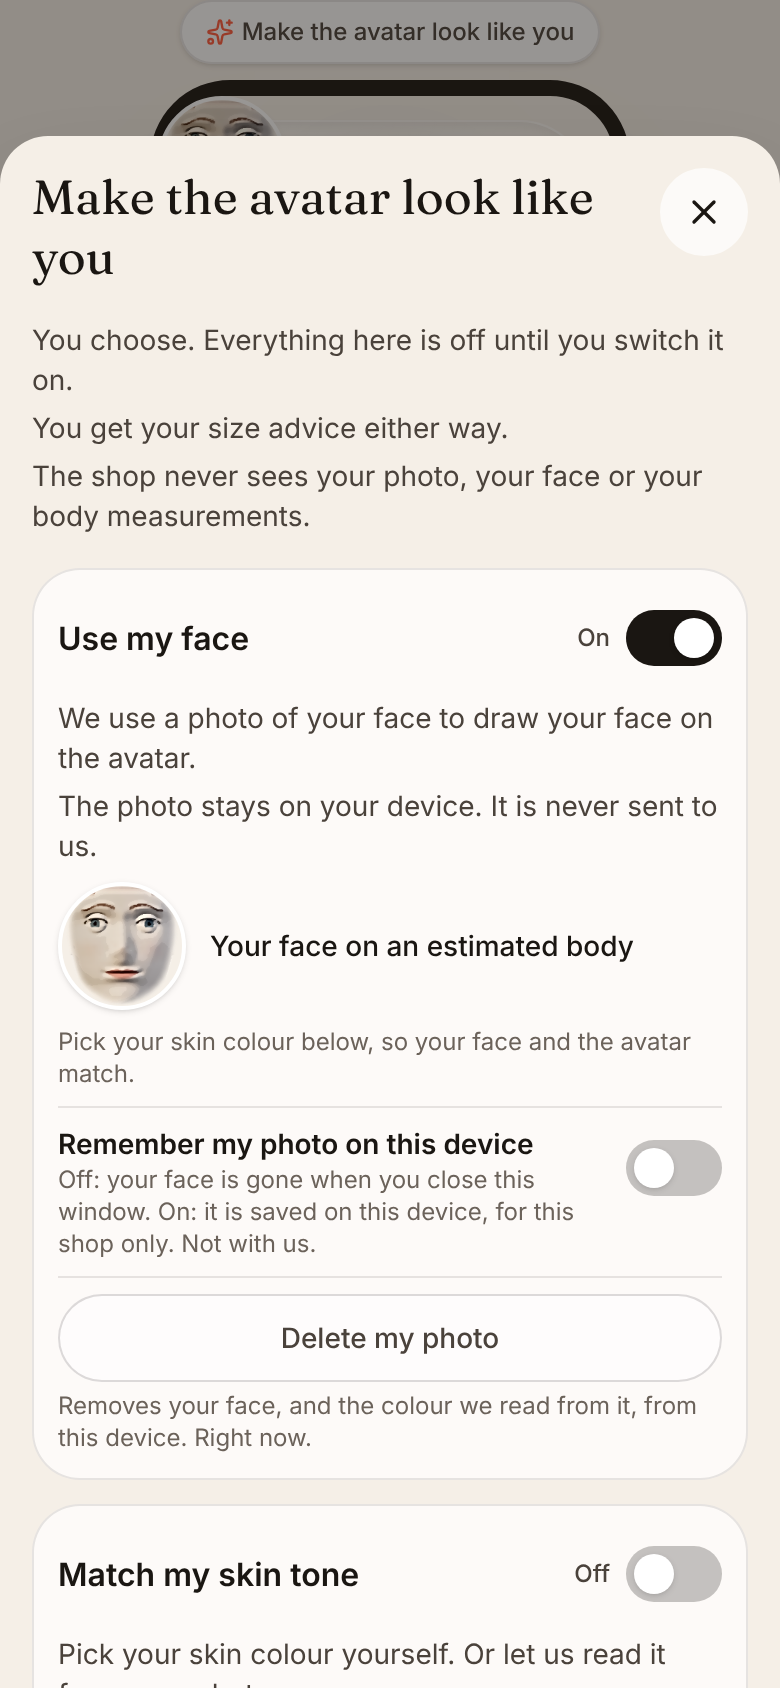 Make the avatar look like you
Make the avatar look like
you
You choose. Everything here is off until you switch it
on.
You get your size advice either way.
The shop never sees your photo, your face or your
body measurements.
Use my face
On
We use a photo of your face to draw your face on
the avatar.
The photo stays on your device. It is never sent to
us.
Your face on an estimated body
Pick your skin colour below, so your face and the avatar
match.
Remember my photo on this device
Off: your face is gone when you close this
window. On: it is saved on this device, for this
shop only. Not with us.
Delete my photo
Removes your face, and the colour we read from it, from
this device. Right now.
Match my skin tone
Off
Pick your skin colour yourself. Or let us read it